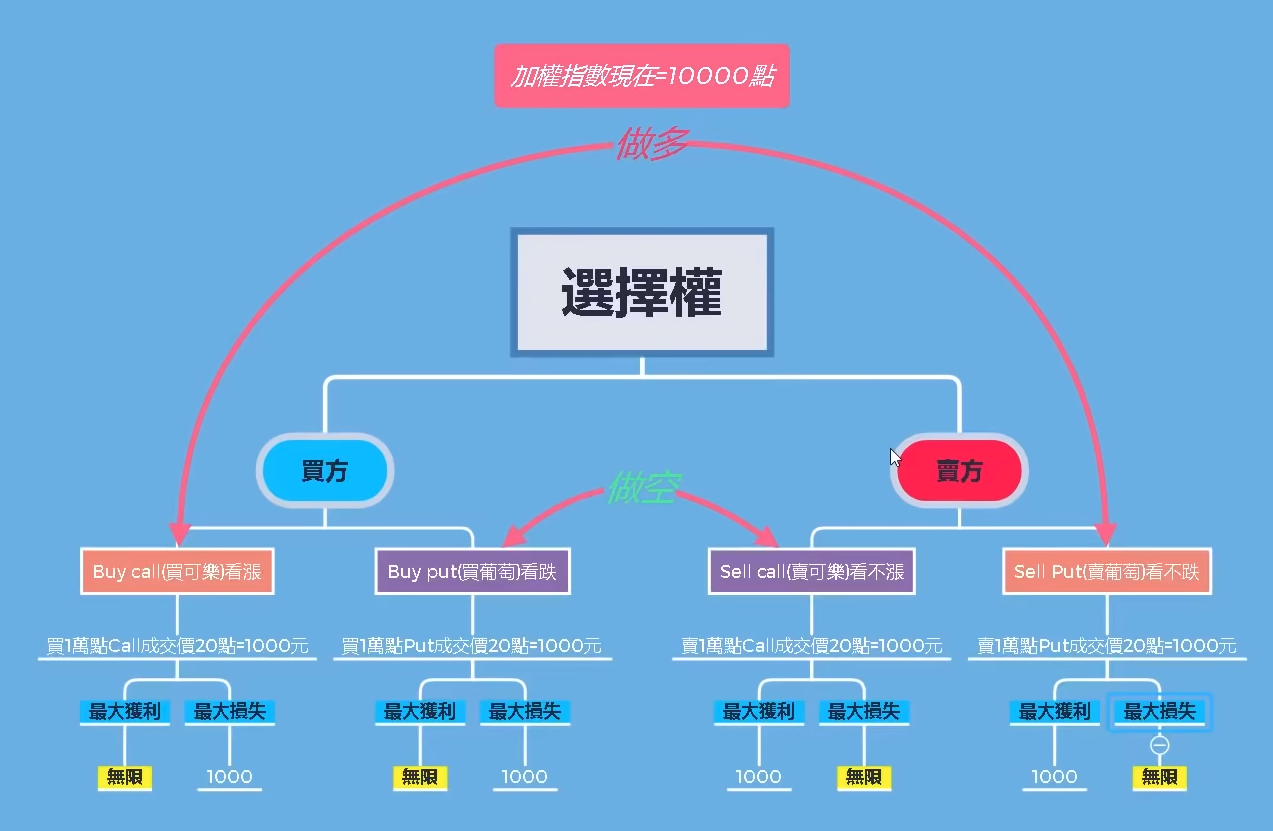 加權指數現在=10000點
做多
選擇權
買方
賣方
做空
Buy call(買可樂)看漲
Buy put(買葡萄)看跌
Sell call(賣可樂)看不漲
Sell Put(賣葡萄)看不跌
買1萬點Call成交價20點=1000元
買1萬點Put成交價20點=1000元
賣1萬點Call成交價20點=1000元
賣1萬點Put成交價20點=1000元
最大獲利
最大損失
最大獲利
最大損失
最大獲利
最大損失
最大獲利
最大損失
無限
1000
無限
1000
1000
無限
1000
無限